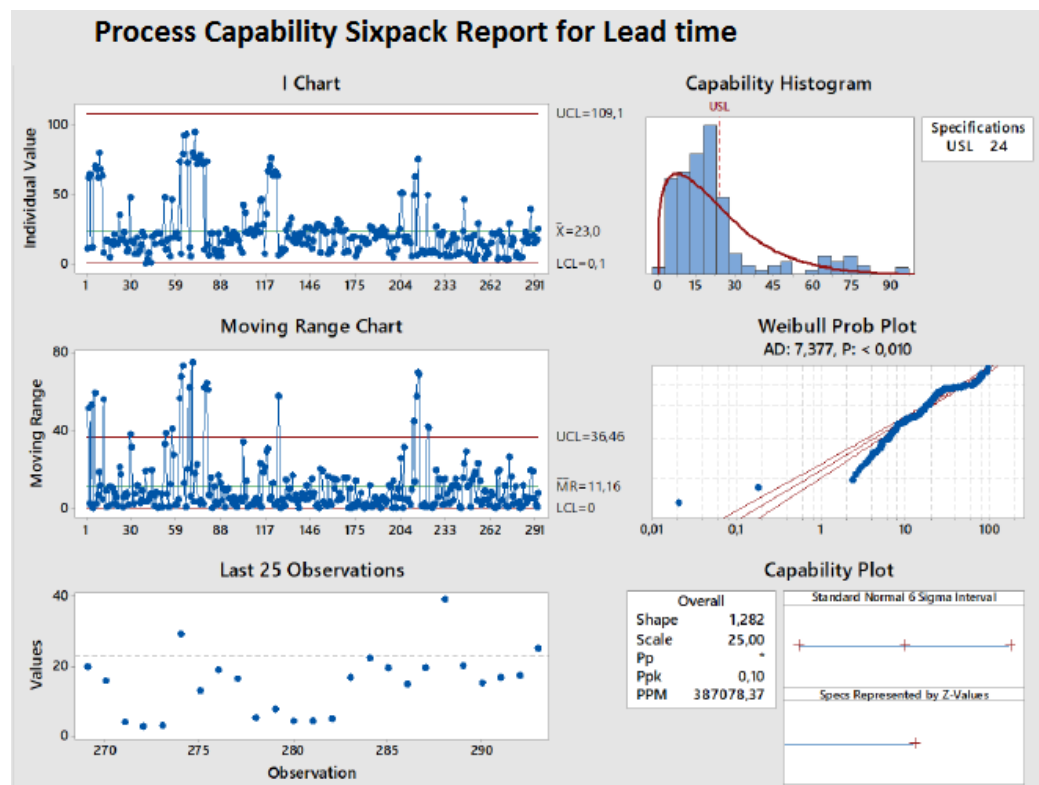 Process Capability Sixpack Report for Lead time
I Chart
Individual Value
100
50
0
1 30 59 88 117 146 175 204 233 262 291
UCL=109,1
X=23,0
LCL=0,1
Capability Histogram
USL
0 15 30 45 60 75 90
Specifications
USL 24
Moving Range Chart
Moving Range
80
40
0
1 30 59 88 117 146 175 204 233 262 291
UCL=36,46
MR=11,16
LCL=0
Weibull Prob Plot
AD: 7,377, P: < 0,010
0,01 0,1 1 10 100
Last 25 Observations
Values
40
20
0
270 275 280 285 290
Observation
Capability Plot
Overall
Shape 1,282
Scale 25,00
Pp *
Ppk 0,10
PPM 387078,37
Standard Normal 6 Sigma Interval
Specs Represented by Z-Values